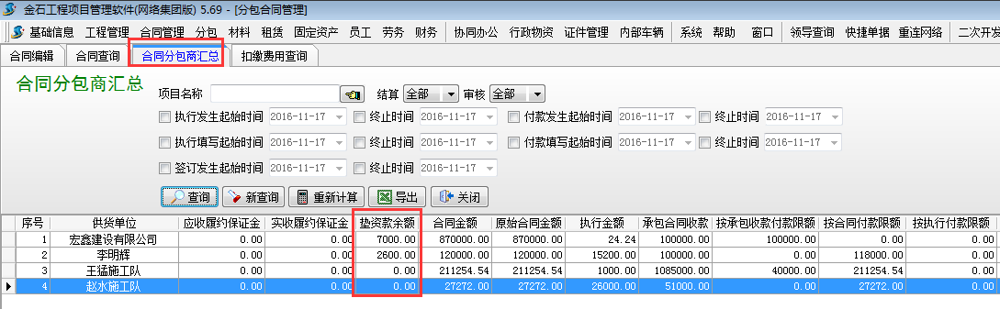 金石工程项目管理软件(网络集团版) 5.69 - [分包合同管理]
基础信息 工程管理 合同管理 分包 材料 租赁 固定资产 员工 劳务 财务 协同办公 行政物资 证件管理 内部车辆 系统 帮助 窗口 领导查询 快捷单据 重连网络 二次开发
合同编辑 合同查询 合同分包商汇总 扣缴费用查询
合同分包商汇总
项目名称 结算 全部 审核 全部
执行发生起始时间 2016-11-17 终止时间 2016-11-17 付款发生起始时间 2016-11-17 终止时间 2016-11-17
执行填写起始时间 2016-11-17 终止时间 2016-11-17 付款填写起始时间 2016-11-17 终止时间 2016-11-17
签订发生起始时间 2016-11-17 终止时间 2016-11-17
查询 新查询 重新计算 导出 关闭
序号 供货单位 应收履约保证金 实收履约保证金 垫资款余额 合同金额 原始合同金额 执行金额 承包合同收款 按承包收款付款限额 按合同付款限额 按执行付款限额
1 宏鑫建设有限公司 0.00 0.00 7000.00 870000.00 870000.00 24.24 100000.00 100000.00 0.00 0.00
2 李明辉 0.00 0.00 2600.00 120000.00 120000.00 15200.00 100000.00 0.00 118000.00 0.00
3 王猛施工队 0.00 0.00 0.00 211254.54 211254.54 1000.00 1085000.00 40000.00 211254.54 0.00
4 赵水施工队 0.00 0.00 0.00 27272.00 27272.00 26000.00 51000.00 0.00 27272.00 0.00